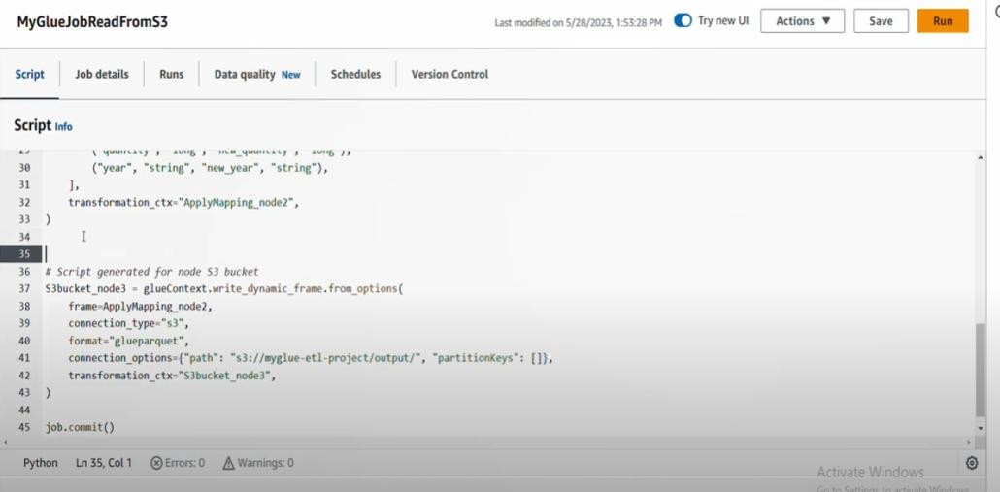 MyGlueJobReadFromS3
Last modified on 5/28/2023, 1:53:28 PM
Try new UI
Actions ▼
Save
Run
Script
Job details
Runs
Data quality New
Schedules
Version Control
Script Info
29 ("quantity", "long", "new_quantity", "long"),
30 ("year", "string", "new_year", "string"),
31 ],
32 transformation_ctx="ApplyMapping_node2",
33 )
34
35
36 # Script generated for node S3 bucket
37 S3bucket_node3 = glueContext.write_dynamic_frame.from_options(
38 frame=ApplyMapping_node2,
39 connection_type="s3",
40 format="glueparquet",
41 connection_options={"path": "s3://myglue-etl-project/output/", "partitionKeys": []},
42 transformation_ctx="S3bucket_node3",
43 )
44
45 job.commit()
Python Ln 35, Col 1 Errors: 0 Warnings: 0
Activate Windows
Go to Settings to activate Windows.